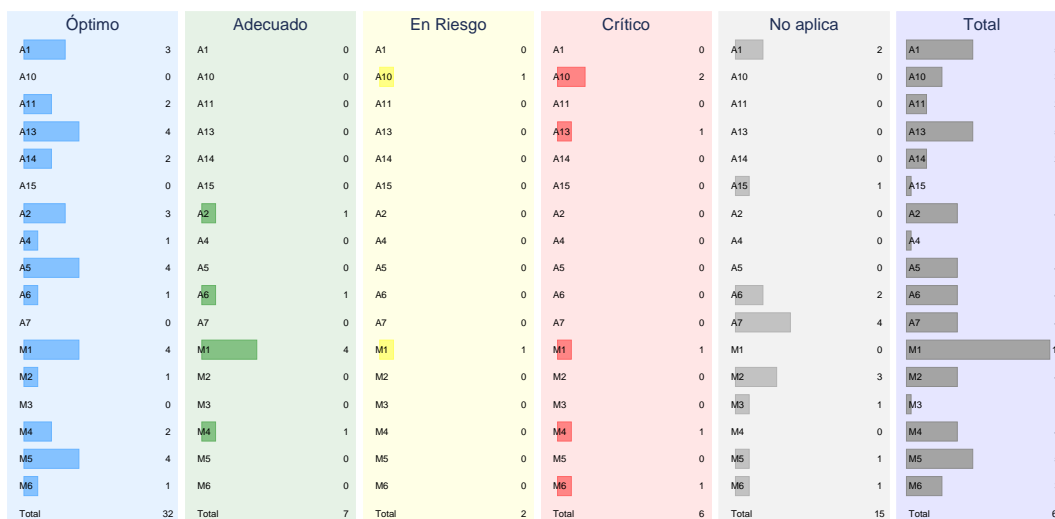 Óptimo Adecuado En Riesgo Crítico No aplica Total
A1 3 A1 0 A1 0 A1 0 A1 2 A1
A10 0 A10 0 A10 1 A10 2 A10 0 A10
A11 2 A11 0 A11 0 A11 0 A11 0 A11
A13 4 A13 0 A13 0 A13 1 A13 0 A13
A14 2 A14 0 A14 0 A14 0 A14 0 A14
A15 0 A15 0 A15 0 A15 0 A15 1 A15
A2 3 A2 1 A2 0 A2 0 A2 0 A2
A4 1 A4 0 A4 0 A4 0 A4 0 A4
A5 4 A5 0 A5 0 A5 0 A5 0 A5
A6 1 A6 1 A6 0 A6 0 A6 2 A6
A7 0 A7 0 A7 0 A7 0 A7 4 A7
M1 4 M1 4 M1 1 M1 1 M1 0 M1 1
M2 1 M2 0 M2 0 M2 0 M2 3 M2
M3 0 M3 0 M3 0 M3 0 M3 1 M3
M4 2 M4 1 M4 0 M4 1 M4 0 M4
M5 4 M5 0 M5 0 M5 0 M5 1 M5
M6 1 M6 0 M6 0 M6 1 M6 1 M6
Total 32 Total 7 Total 2 Total 6 Total 15 Total 6